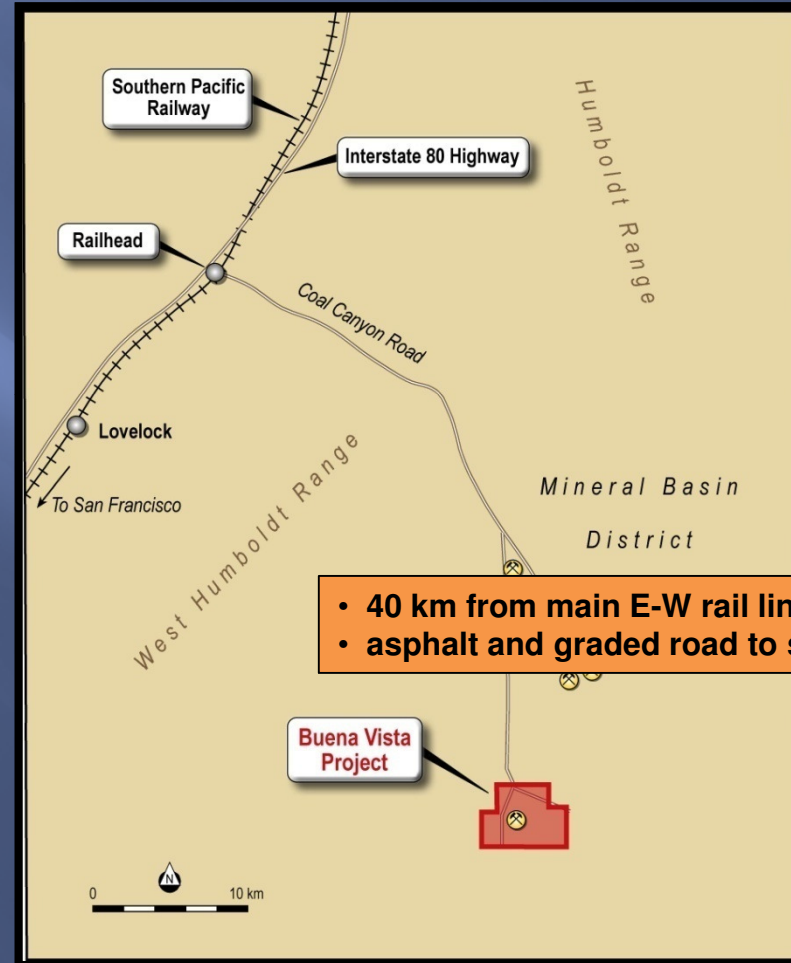 Southern Pacific
Railway
Interstate 80 Highway
Humboldt Range
Railhead
Coal Canyon Road
Lovelock
To San Francisco
West Humboldt Range
Mineral Basin
District
• 40 km from main E-W rail
• asphalt and graded road to
Buena Vista
Project
N
0
10 km